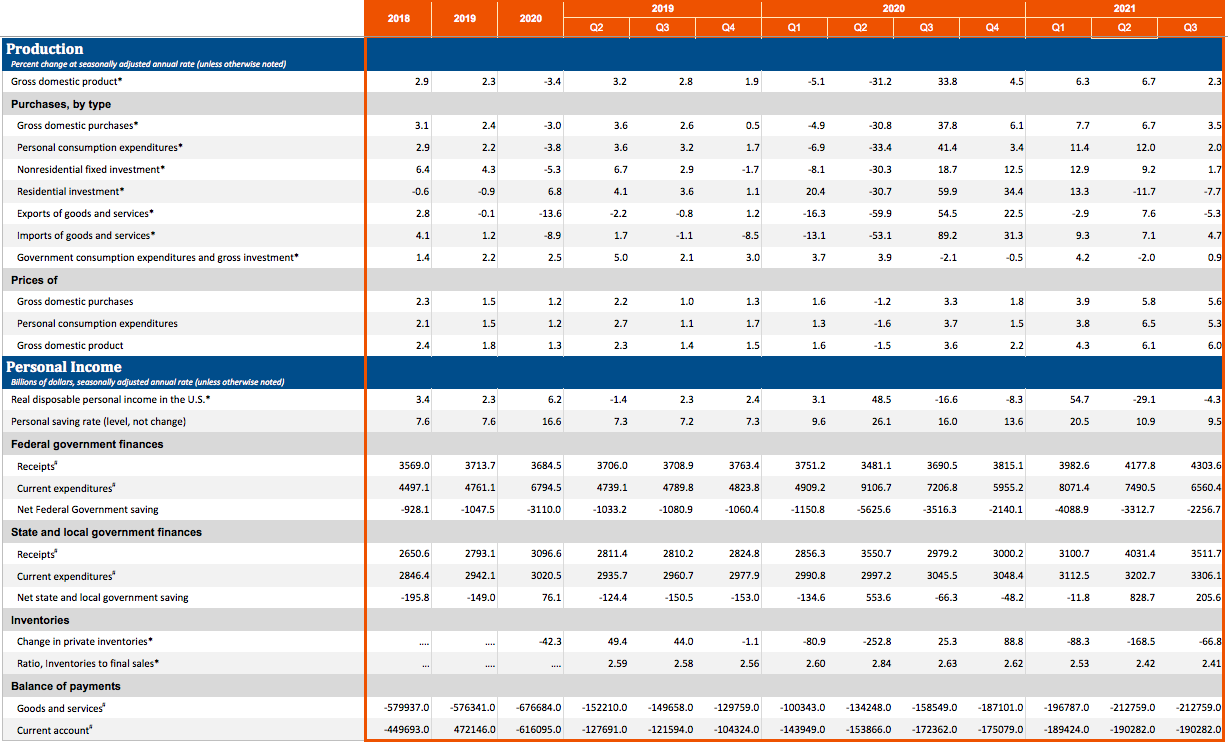 2018 2019 2020 2019 2020 2021
Q2 Q3 Q4 Q1 Q2 Q3 Q4 Q1 Q2 Q3
Production
Percent change at seasonally adjusted annual rate (unless otherwise noted)
Gross domestic product* 2.9 2.3 -3.4 3.2 2.8 1.9 -5.1 -31.2 33.8 4.5 6.3 6.7 2.3
Purchases, by type
Gross domestic purchases* 3.1 2.4 -3.0 3.6 2.6 0.5 -4.9 -30.8 37.8 6.1 7.7 6.7 3.5
Personal consumption expenditures* 2.9 2.2 -3.8 3.6 3.2 1.7 -6.9 -33.4 41.4 3.4 11.4 12.0 2.0
Nonresidential fixed investment* 6.4 4.3 -5.3 6.7 2.9 -1.7 -8.1 -30.3 18.7 12.5 12.9 9.2 1.7
Residential investment* -0.6 -0.9 6.8 4.1 3.6 1.1 20.4 -30.7 59.9 34.4 13.3 -11.7 -7.7
Exports of goods and services* 2.8 -0.1 -13.6 -2.2 -0.8 1.2 -16.3 -59.9 54.5 22.5 -2.9 7.6 -5.3
Imports of goods and services* 4.1 1.2 -8.9 1.7 -1.1 -8.5 -13.1 -53.1 89.2 31.3 9.3 7.1 4.7
Government consumption expenditures and gross investment* 1.4 2.2 2.5 5.0 2.1 3.0 3.7 3.9 -2.1 -0.5 4.2 -2.0 0.9
Prices of
Gross domestic purchases 2.3 1.5 1.2 2.2 1.0 1.3 1.6 -1.2 3.3 1.8 3.9 5.8 5.6
Personal consumption expenditures 2.1 1.5 1.2 2.7 1.1 1.7 1.3 -1.6 3.7 1.5 3.8 6.5 5.3
Gross domestic product 2.4 1.8 1.3 2.3 1.4 1.5 1.6 -1.5 3.6 2.2 4.3 6.1 6.0
Personal Income
Billions of dollars, seasonally adjusted annual rate (unless otherwise noted)
Real disposable personal income in the U.S.* 3.4 2.3 6.2 -1.4 2.3 2.4 3.1 48.5 -16.6 -8.3 54.7 -29.1 -4.3
Personal saving rate (level, not change) 7.6 7.6 16.6 7.3 7.2 7.3 9.6 26.1 16.0 13.6 20.5 10.9 9.5
Federal government finances
Receipts# 3569.0 3713.7 3684.5 3706.0 3708.9 3763.4 3751.2 3481.1 3690.5 3815.1 3982.6 4177.8 4303.6
Current expenditures# 4497.1 4761.1 6794.5 4739.1 4789.8 4823.8 4909.2 9106.7 7206.8 5955.2 8071.4 7490.5 6560.4
Net Federal Government saving -928.1 -1047.5 -3110.0 -1033.2 -1080.9 -1060.4 -1150.8 -5625.6 -3516.3 -2140.1 -4088.9 -3312.7 -2256.7
State and local government finances
Receipts# 2650.6 2793.1 3096.6 2811.4 2810.2 2824.8 2856.3 3550.7 2979.2 3000.2 3100.7 4031.4 3511.7
Current expenditures# 2846.4 2942.1 3020.5 2935.7 2960.7 2977.9 2990.8 2997.2 3045.5 3048.4 3112.5 3202.7 3306.1
Net state and local government saving -195.8 -149.0 76.1 -124.4 -150.5 -153.0 -134.6 553.6 -66.3 -48.2 -11.8 828.7 205.6
Inventories
Change in private inventories* .... .... -42.3 49.4 44.0 -1.1 -80.9 -252.8 25.3 88.8 -88.3 -168.5 -66.8
Ratio, Inventories to final sales* ... .... .... 2.59 2.58 2.56 2.60 2.84 2.63 2.62 2.53 2.42 2.41
Balance of payments
Goods and services# -579937.0 -576341.0 -676684.0 -152210.0 -149658.0 -129759.0 -100343.0 -134248.0 -158549.0 -187101.0 -196787.0 -212759.0 -212759.0
Current account# -449693.0 472146.0 -616095.0 -127691.0 -121594.0 -104324.0 -143949.0 -153866.0 -172362.0 -175079.0 -189424.0 -190282.0 -190282.0